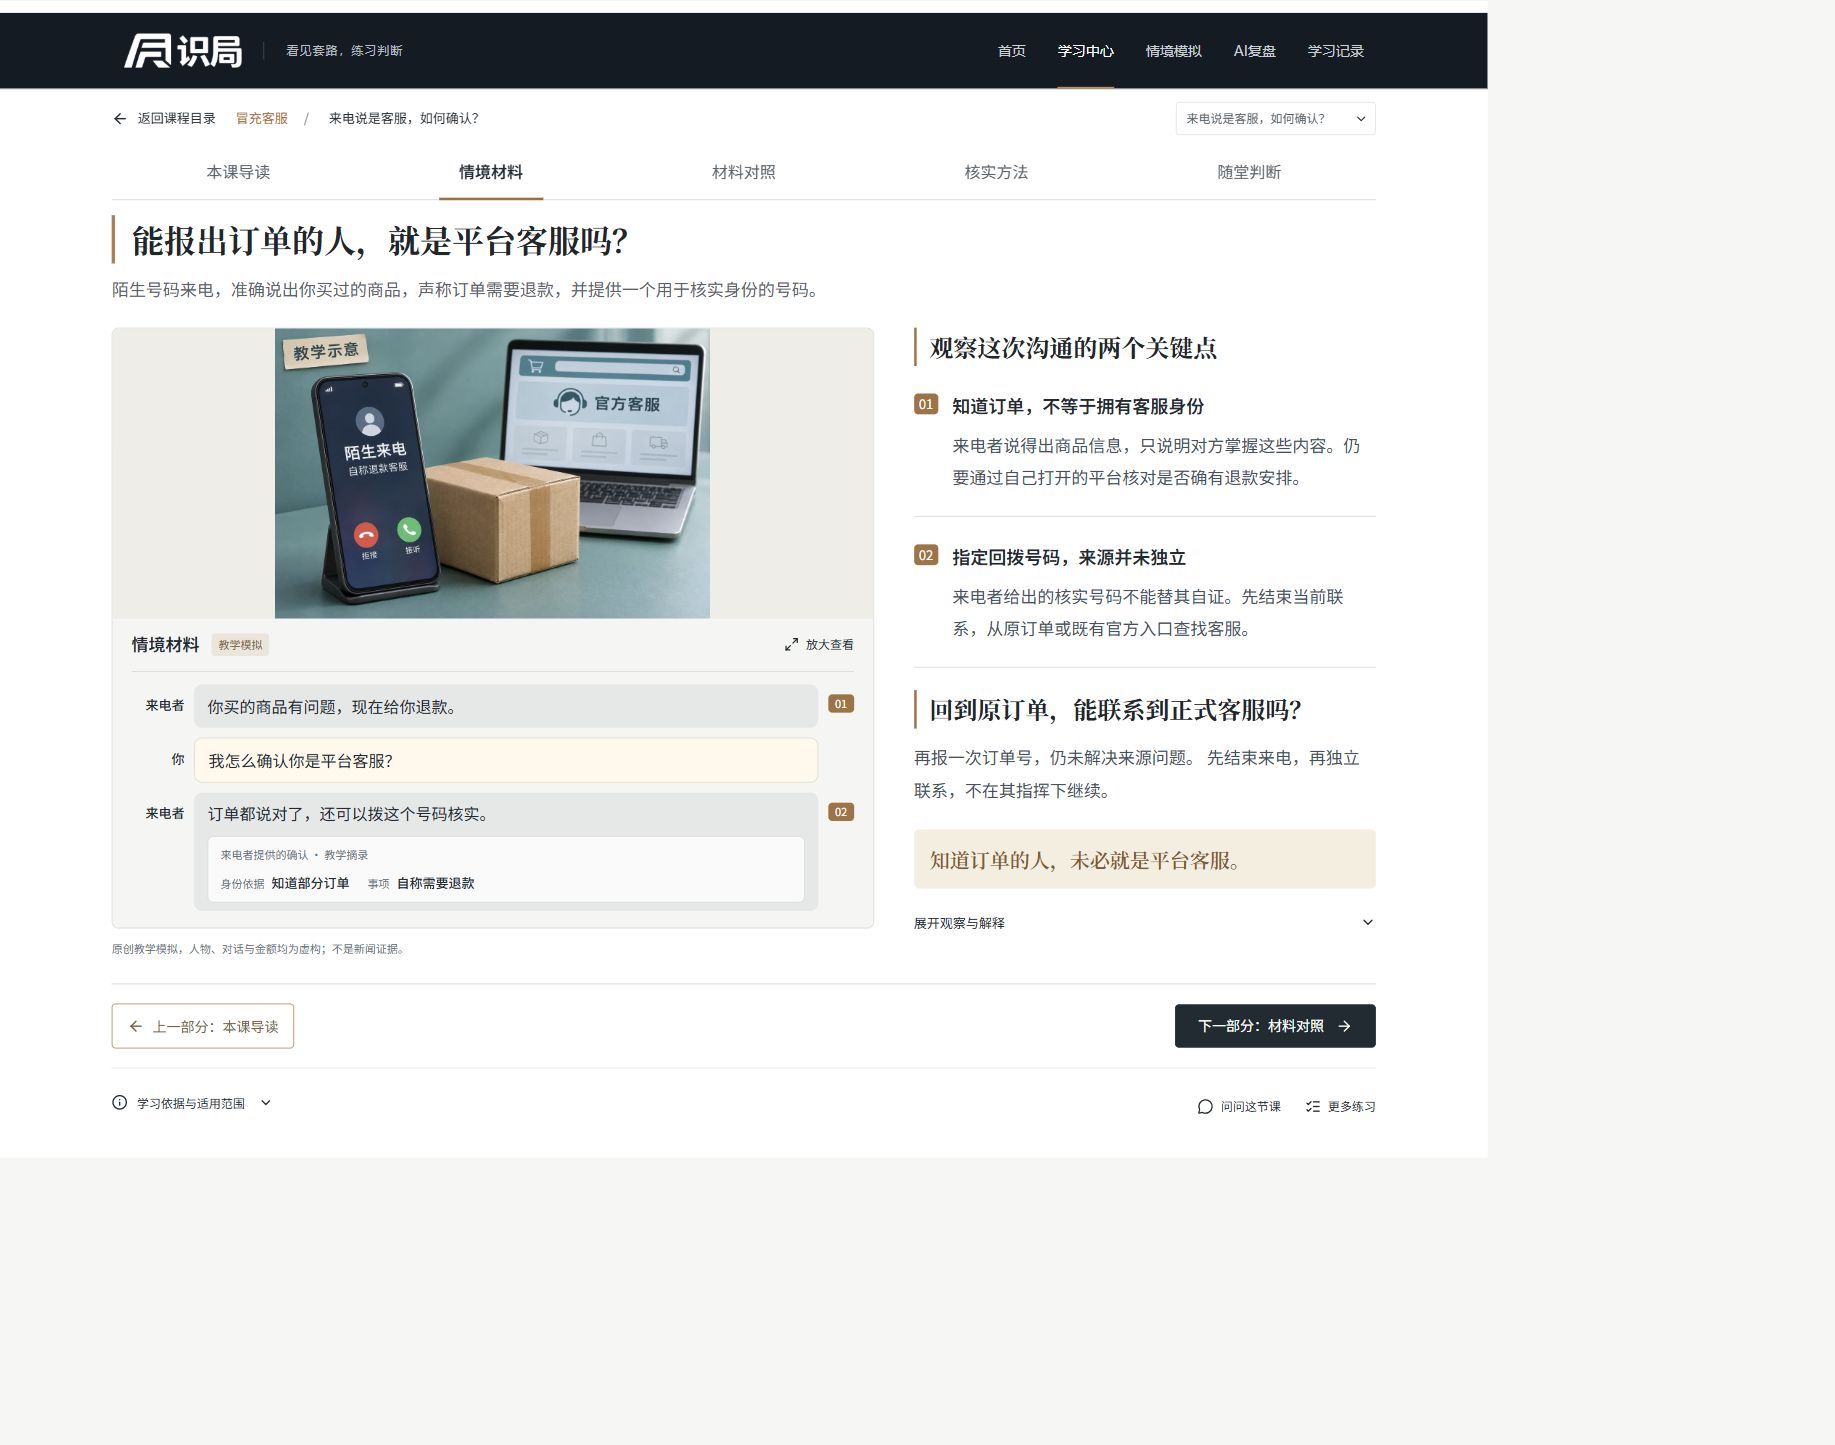 识局
看见套路，练习判断
首页
学习中心
情境模拟
AI复盘
学习记录
返回课程目录
冒充客服 / 来电说是客服，如何确认？
来电说是客服，如何确认？
本课导读
情境材料
材料对照
核实方法
随堂判断
能报出订单的人，就是平台客服吗？
陌生号码来电，准确说出你买过的商品，声称订单需要退款，并提供一个用于核实身份的号码。
教学示意
官方客服
陌生来电
自称退款客服
拒接
接听
情境材料
教学模拟
放大查看
来电者
你买的商品有问题，现在给你退款。
01
你
我怎么确认你是平台客服？
来电者
订单都说对了，还可以拨这个号码核实。
02
来电者提供的确认 · 教学摘录
身份依据 知道部分订单 事项 自称需要退款
原创教学模拟，人物、对话与金额均为虚构；不是新闻证据。
观察这次沟通的两个关键点
01 知道订单，不等于拥有客服身份
来电者说得出商品信息，只说明对方掌握这些内容。仍
要通过自己打开的平台核对是否确有退款安排。
02 指定回拨号码，来源并未独立
来电者给出的核实号码不能替其自证。先结束当前联
系，从原订单或既有官方入口查找客服。
回到原订单，能联系到正式客服吗？
再报一次订单号，仍未解决来源问题。 先结束来电，再独立
联系，不在其指挥下继续。
知道订单的人，未必就是平台客服。
展开观察与解释
上一部分：本课导读
下一部分：材料对照
学习依据与适用范围
问问这节课
更多练习